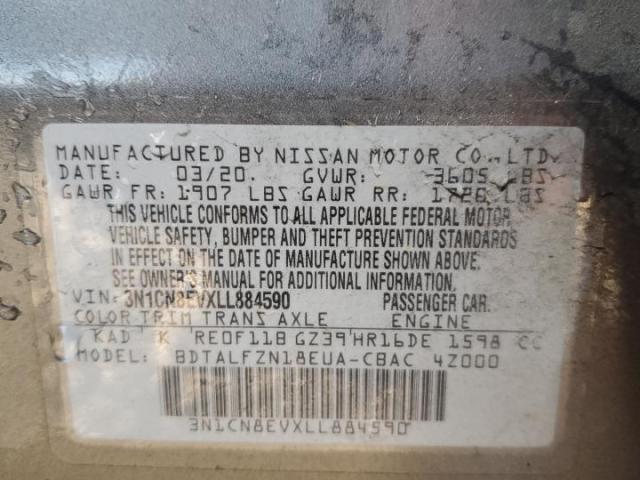 MANUFACTURED BY NISSAN MOTOR CO.,LTD.
DATE: 03/20. GVWR: 3605 LBS
GAWR FR: 1907 LBS GAWR RR: 1728 LBS
THIS VEHICLE CONFORMS TO ALL APPLICABLE FEDERAL MOTOR
VEHICLE SAFETY, BUMPER AND THEFT PREVENTION STANDARDS
IN EFFECT ON THE DATE OF MANUFACTURE SHOWN ABOVE.
SEE OWNER'S MANUAL FOR ADDITIONAL INFORMATION.
VIN: 3N1CN8EVXLL884590 PASSENGER CAR.
COLOR TRIM TRANS AXLE ENGINE
KAD K RE0F11B GZ39 HR16DE 1598 CC
MODEL: BDTALFZN18EUA-CBAC 4Z000
3N1CN8EVXLL884590